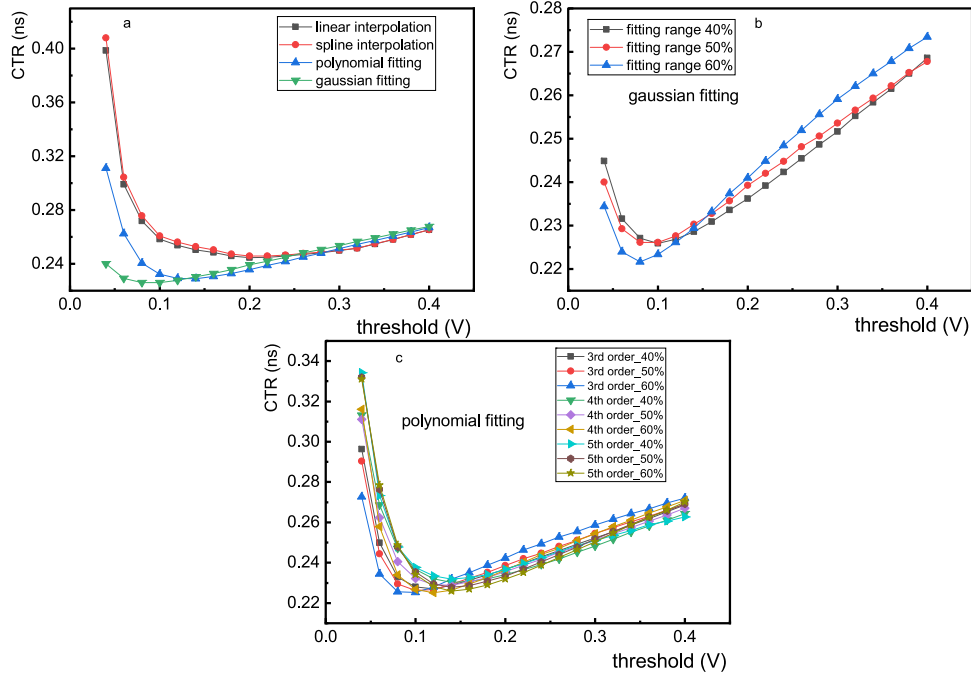 a
linear interpolation
spline interpolation
polynomial fitting
gaussian fitting
CTR (ns)
0.40
0.36
0.32
0.28
0.24
0.0 0.1 0.2 0.3 0.4 0.5
threshold (V)
b
fitting range 40%
fitting range 50%
fitting range 60%
gaussian fitting
CTR (ns)
0.28
0.27
0.26
0.25
0.24
0.23
0.22
0.0 0.1 0.2 0.3 0.4 0.5
threshold (V)
c
3rd order_40%
3rd order_50%
3rd order_60%
4th order_40%
4th order_50%
4th order_60%
5th order_40%
5th order_50%
5th order_60%
polynomial fitting
CTR (ns)
0.34
0.32
0.30
0.28
0.26
0.24
0.22
0.0 0.1 0.2 0.3 0.4
threshold (V)